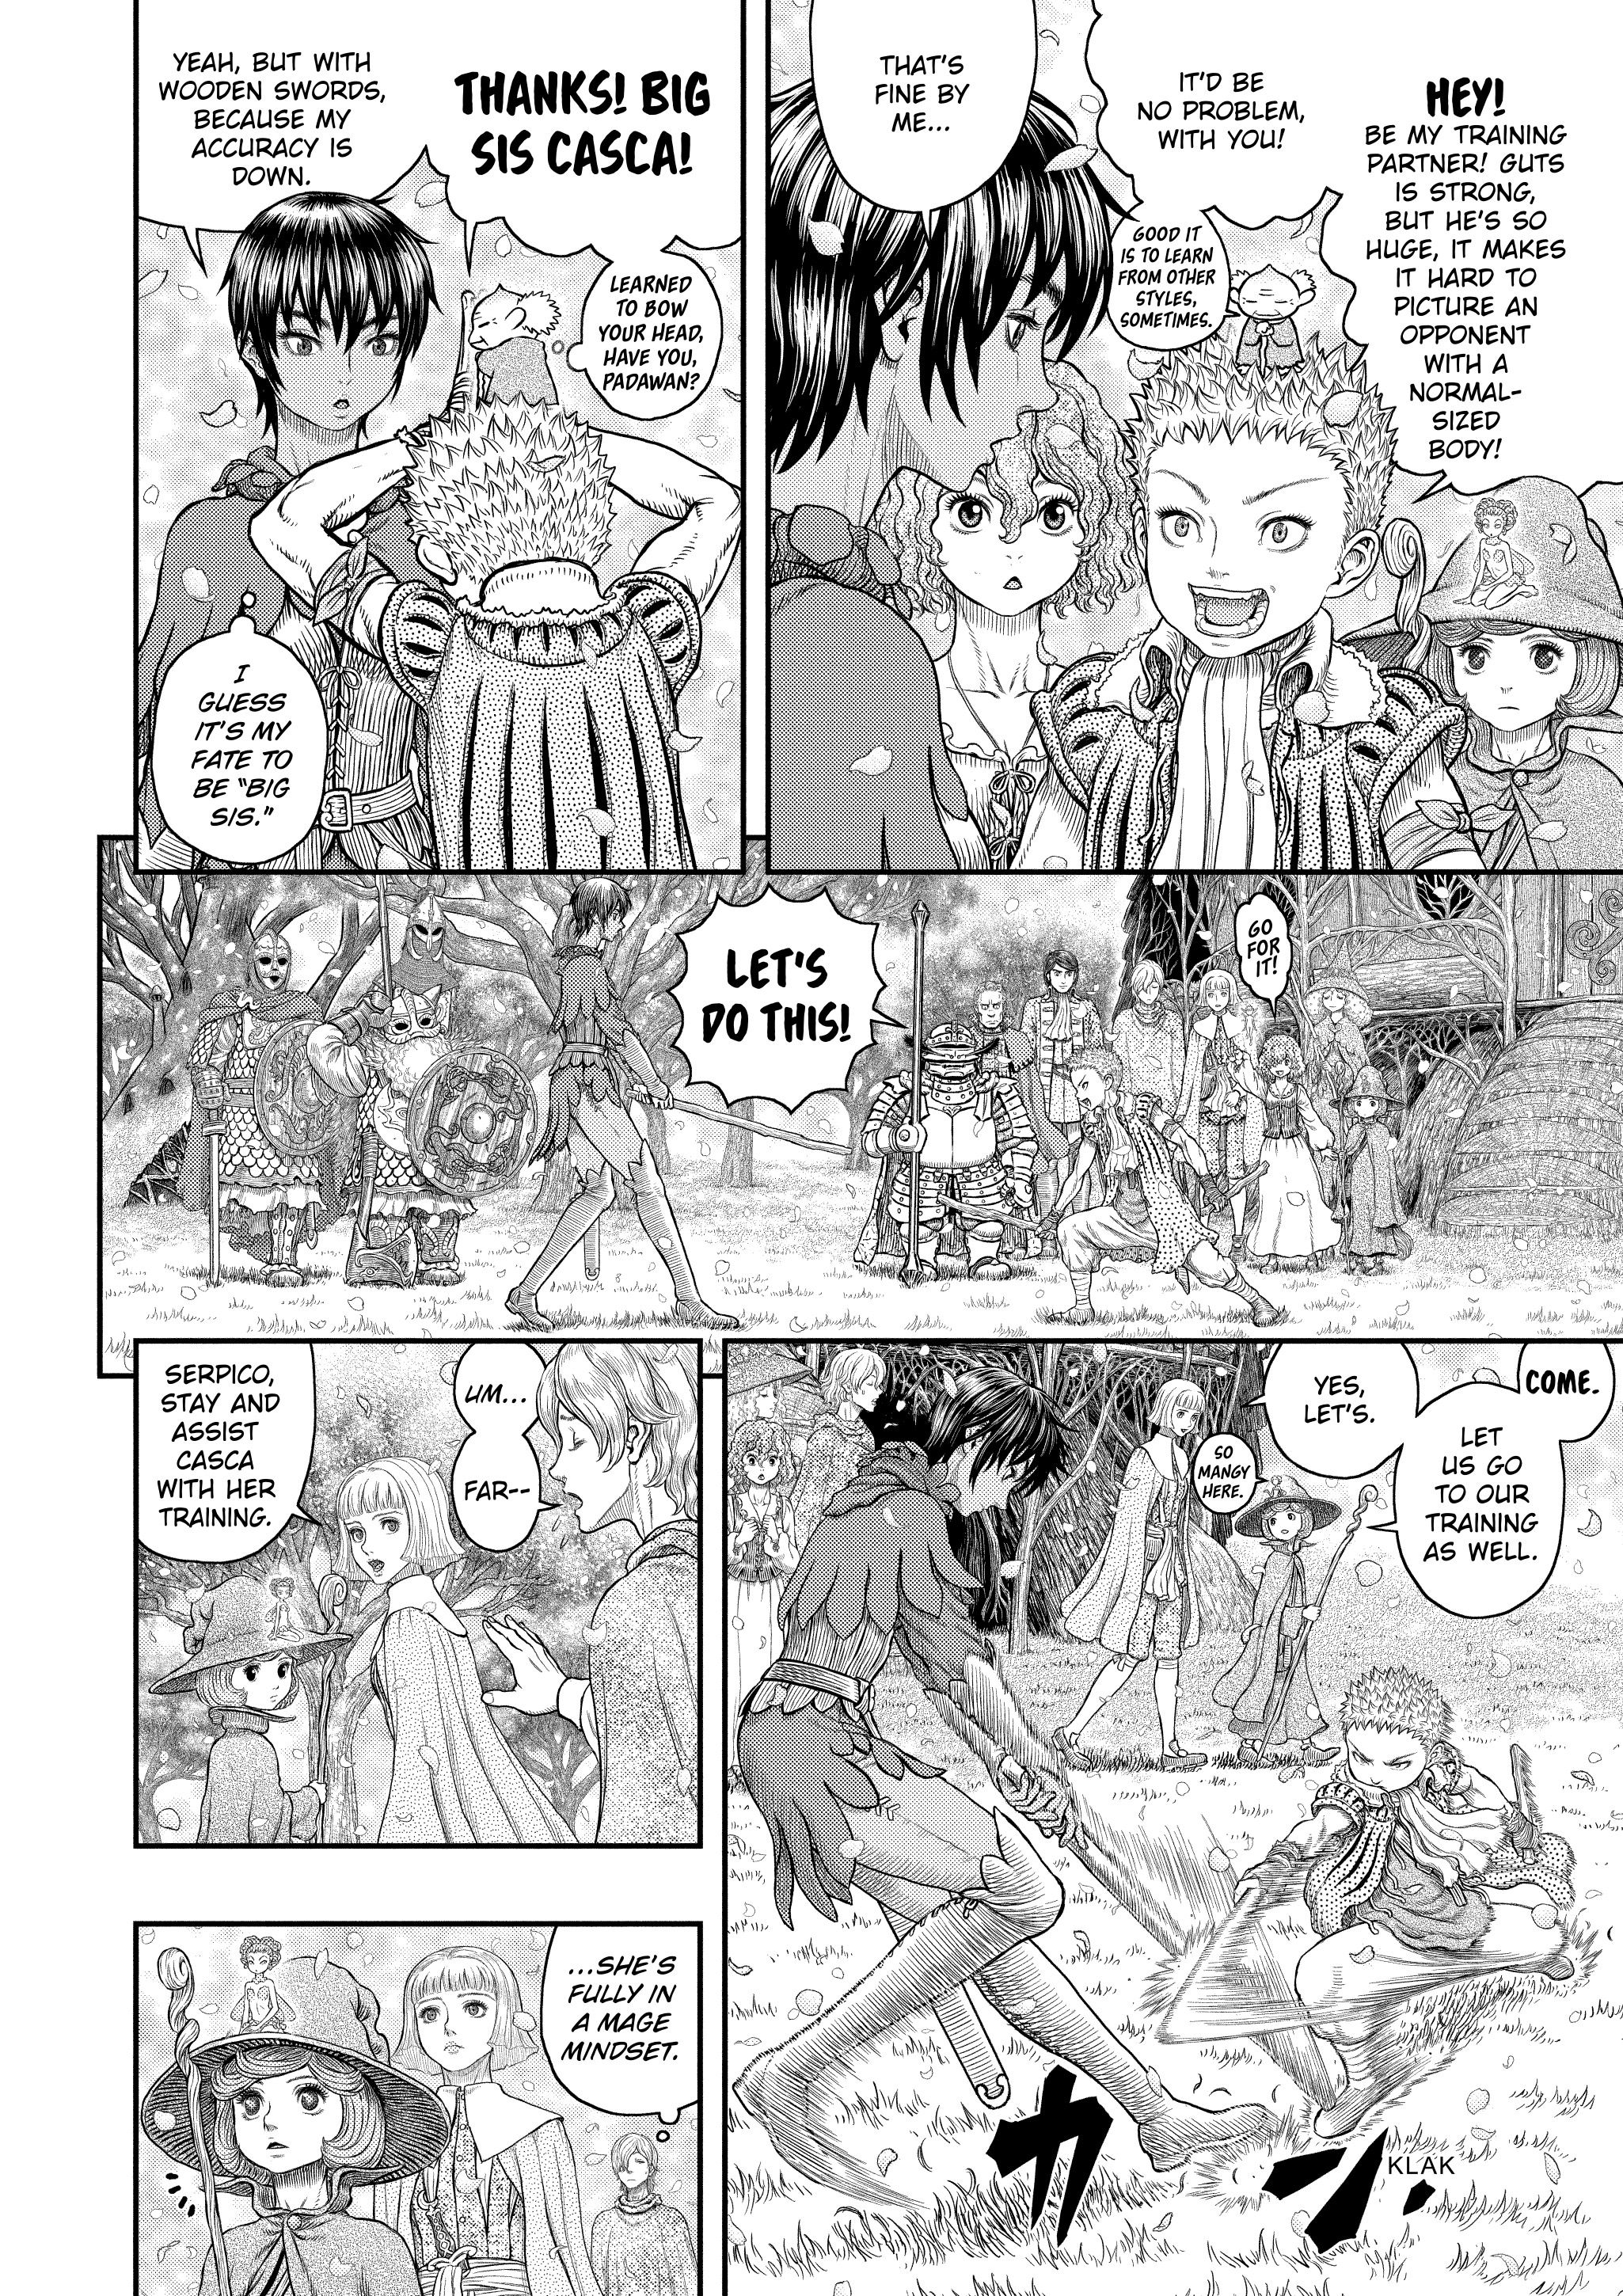 HEY!
BE MY TRAINING
PARTNER! GUTS
IS STRONG,
BUT HE'S SO
HUGE, IT MAKES
IT HARD TO
PICTURE AN
OPPONENT
WITH A
NORMAL-
SIZED
BODY!
IT'D BE
NO PROBLEM,
WITH YOU!
GOOD IT
IS TO LEARN
FROM OTHER
STYLES,
SOMETIMES.
THAT'S
FINE BY
ME...
THANKS! BIG
SIS CASCA!
LEARNED
TO BOW
YOUR HEAD,
HAVE YOU,
PADAWAN?
YEAH, BUT WITH
WOODEN SWORDS,
BECAUSE MY
ACCURACY IS
DOWN.
I
GUESS
IT'S MY
FATE TO
BE "BIG
SIS."
GO
FOR
IT!
LET'S
DO THIS!
COME.
LET
US GO
TO OUR
TRAINING
AS WELL.
YES,
LET'S.
SO
MANGY
HERE.
カッ
KLAK
UM...
FAR--
SERPICO,
STAY AND
ASSIST
CASCA
WITH HER
TRAINING.
...SHE'S
FULLY IN
A MAGE
MINDSET.